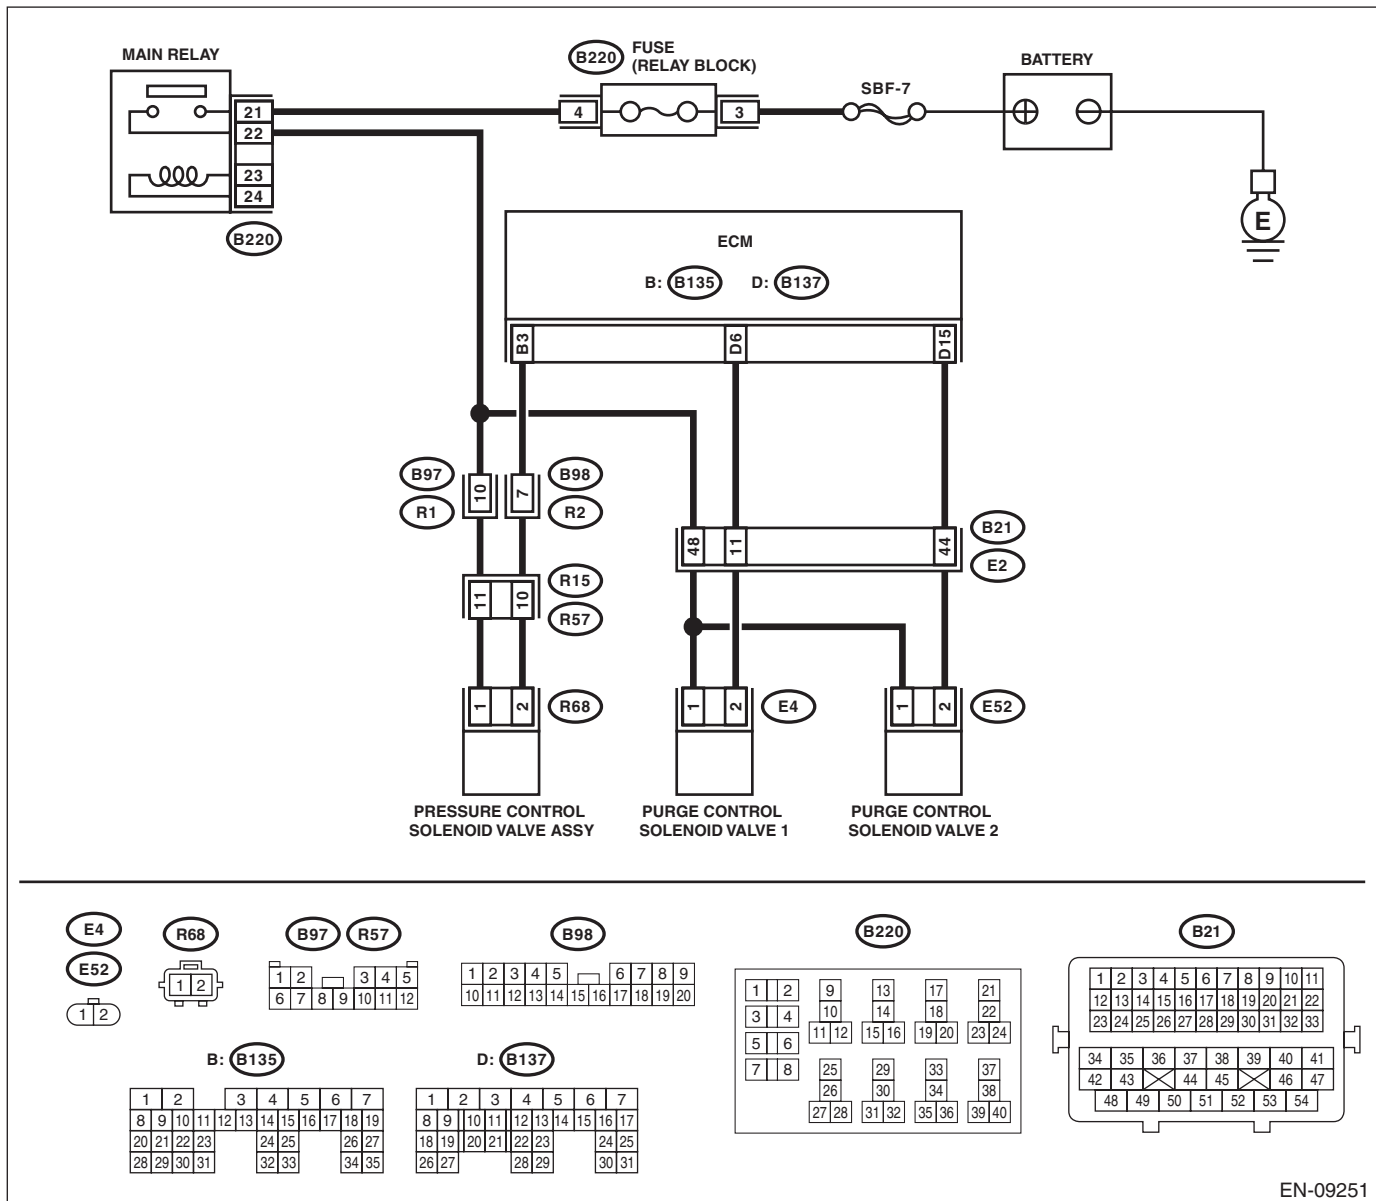 MAIN RELAY
B220
FUSE
(RELAY BLOCK)
BATTERY
SBF-7
21
4
3
22
23
24
B220
E
ECM
B: B135 D: B137
B3
D6
D15
B97
10
7
B98
R1
R2
48
11
44
B21
E2
11
10
R15
R57
1
2
R68
1
2
E4
1
2
E52
PRESSURE CONTROL
SOLENOID VALVE ASSY
PURGE CONTROL
SOLENOID VALVE 1
PURGE CONTROL
SOLENOID VALVE 2
E4
E52
1 2
R68
1 2
B97 R57
1 2 3 4 5
6 7 8 9 10 11 12
B98
1 2 3 4 5 6 7 8 9
10 11 12 13 14 15 16 17 18 19 20
B: B135
1 2 3 4 5 6 7
8 9 10 11 12 13 14 15 16 17 18 19
20 21 22 23 24 25 26 27
28 29 30 31 32 33 34 35
D: B137
1 2 3 4 5 6 7
8 9 10 11 12 13 14 15 16 17
18 19 20 21 22 23 24 25
26 27 28 29 30 31
B220
1 2 9 13 17 21
3 4 10 14 18 22
11 12 15 16 19 20 23 24
5 6
7 8 25 29 33 37
26 30 34 38
27 28 31 32 35 36 39 40
B21
1 2 3 4 5 6 7 8 9 10 11
12 13 14 15 16 17 18 19 20 21 22
23 24 25 26 27 28 29 30 31 32 33
34 35 36 37 38 39 40 41
42 43 44 45 46 47
48 49 50 51 52 53 54
EN-09251